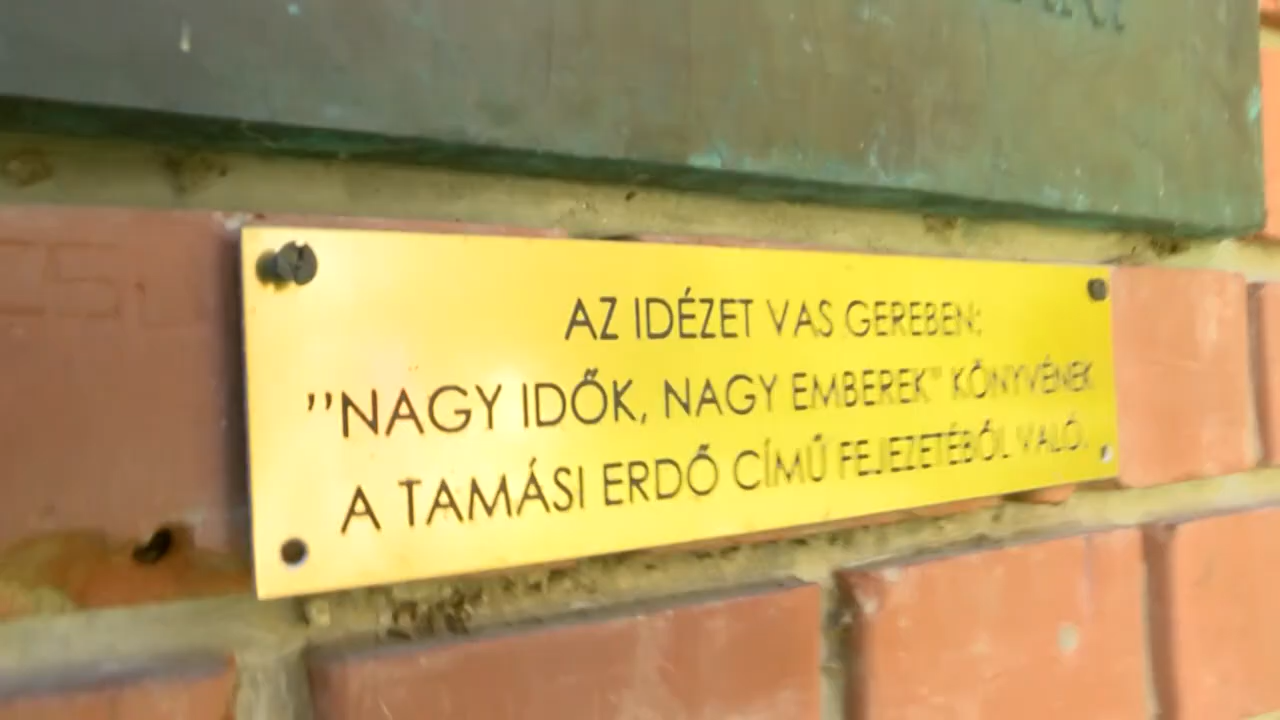 AZ IDÉZET VAS GEREBEN:
"NAGY IDŐK, NAGY EMBEREK" KÖNYVÉNEK
A TAMÁSI ERDŐ CÍMŰ FEJEZETÉBŐL VALÓ.